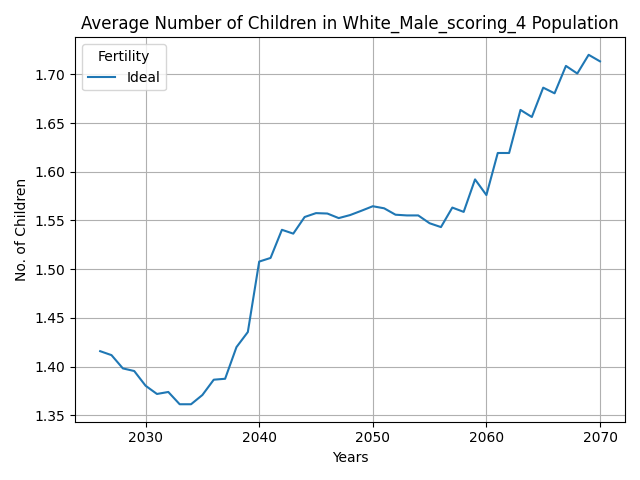 Average Number of Children in White_Male_scoring_4 Population
Fertility
Ideal
1.70
1.65
1.60
1.55
1.50
1.45
1.40
1.35
No. of Children
2030 2040 2050 2060 2070
Years